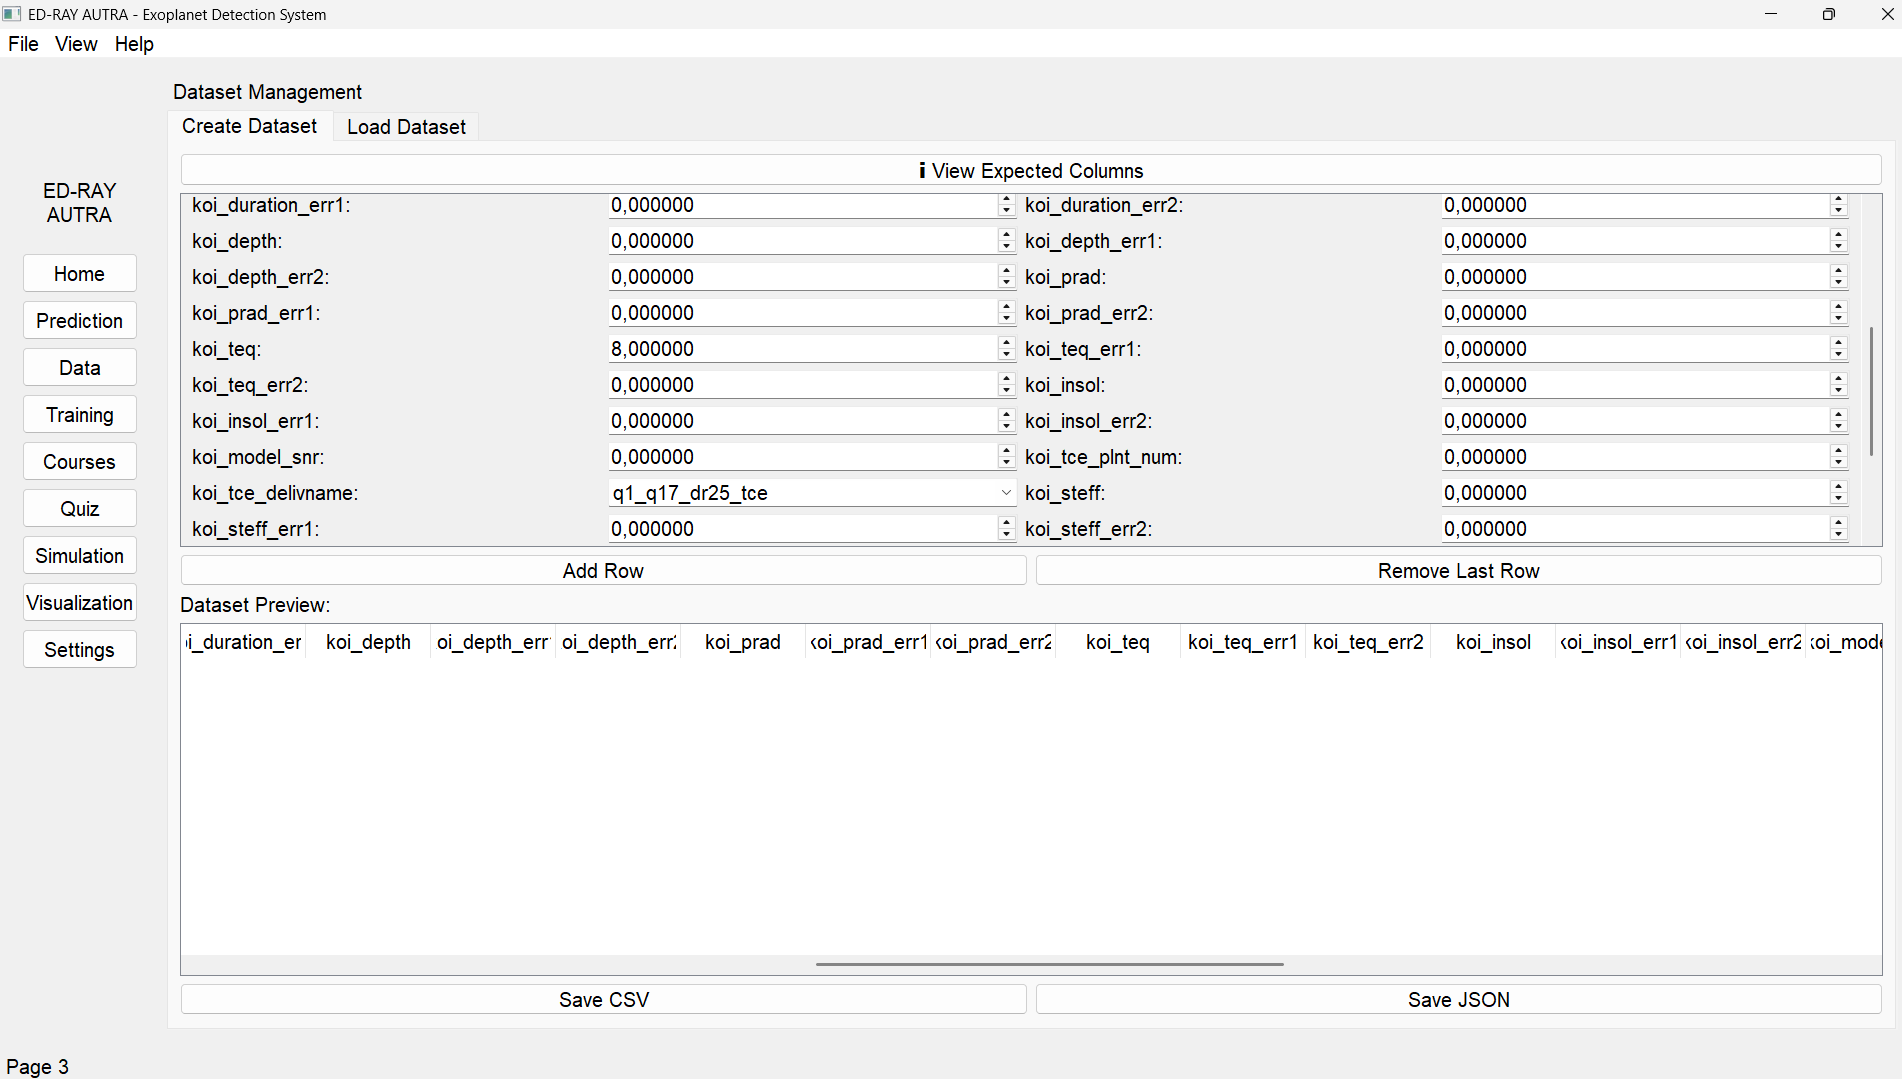 ED-RAY AUTRA - Exoplanet Detection System
File View Help
Dataset Management
Create Dataset Load Dataset
i View Expected Columns
ED-RAY
AUTRA
Home
Prediction
Data
Training
Courses
Quiz
Simulation
Visualization
Settings
koi_duration_err1: 0,000000 koi_duration_err2: 0,000000
koi_depth: 0,000000 koi_depth_err1: 0,000000
koi_depth_err2: 0,000000 koi_prad: 0,000000
koi_prad_err1: 0,000000 koi_prad_err2: 0,000000
koi_teq: 8,000000 koi_teq_err1: 0,000000
koi_teq_err2: 0,000000 koi_insol: 0,000000
koi_insol_err1: 0,000000 koi_insol_err2: 0,000000
koi_model_snr: 0,000000 koi_tce_plnt_num: 0,000000
koi_tce_delivname: q1_q17_dr25_tce koi_steff: 0,000000
koi_steff_err1: 0,000000 koi_steff_err2: 0,000000
Add Row Remove Last Row
Dataset Preview:
i_duration_er koi_depth oi_depth_err oi_depth_err koi_prad koi_prad_err1 koi_prad_err2 koi_teq koi_teq_err1 koi_teq_err2 koi_insol koi_insol_err1 koi_insol_err2 koi_mode
Save CSV Save JSON
Page 3